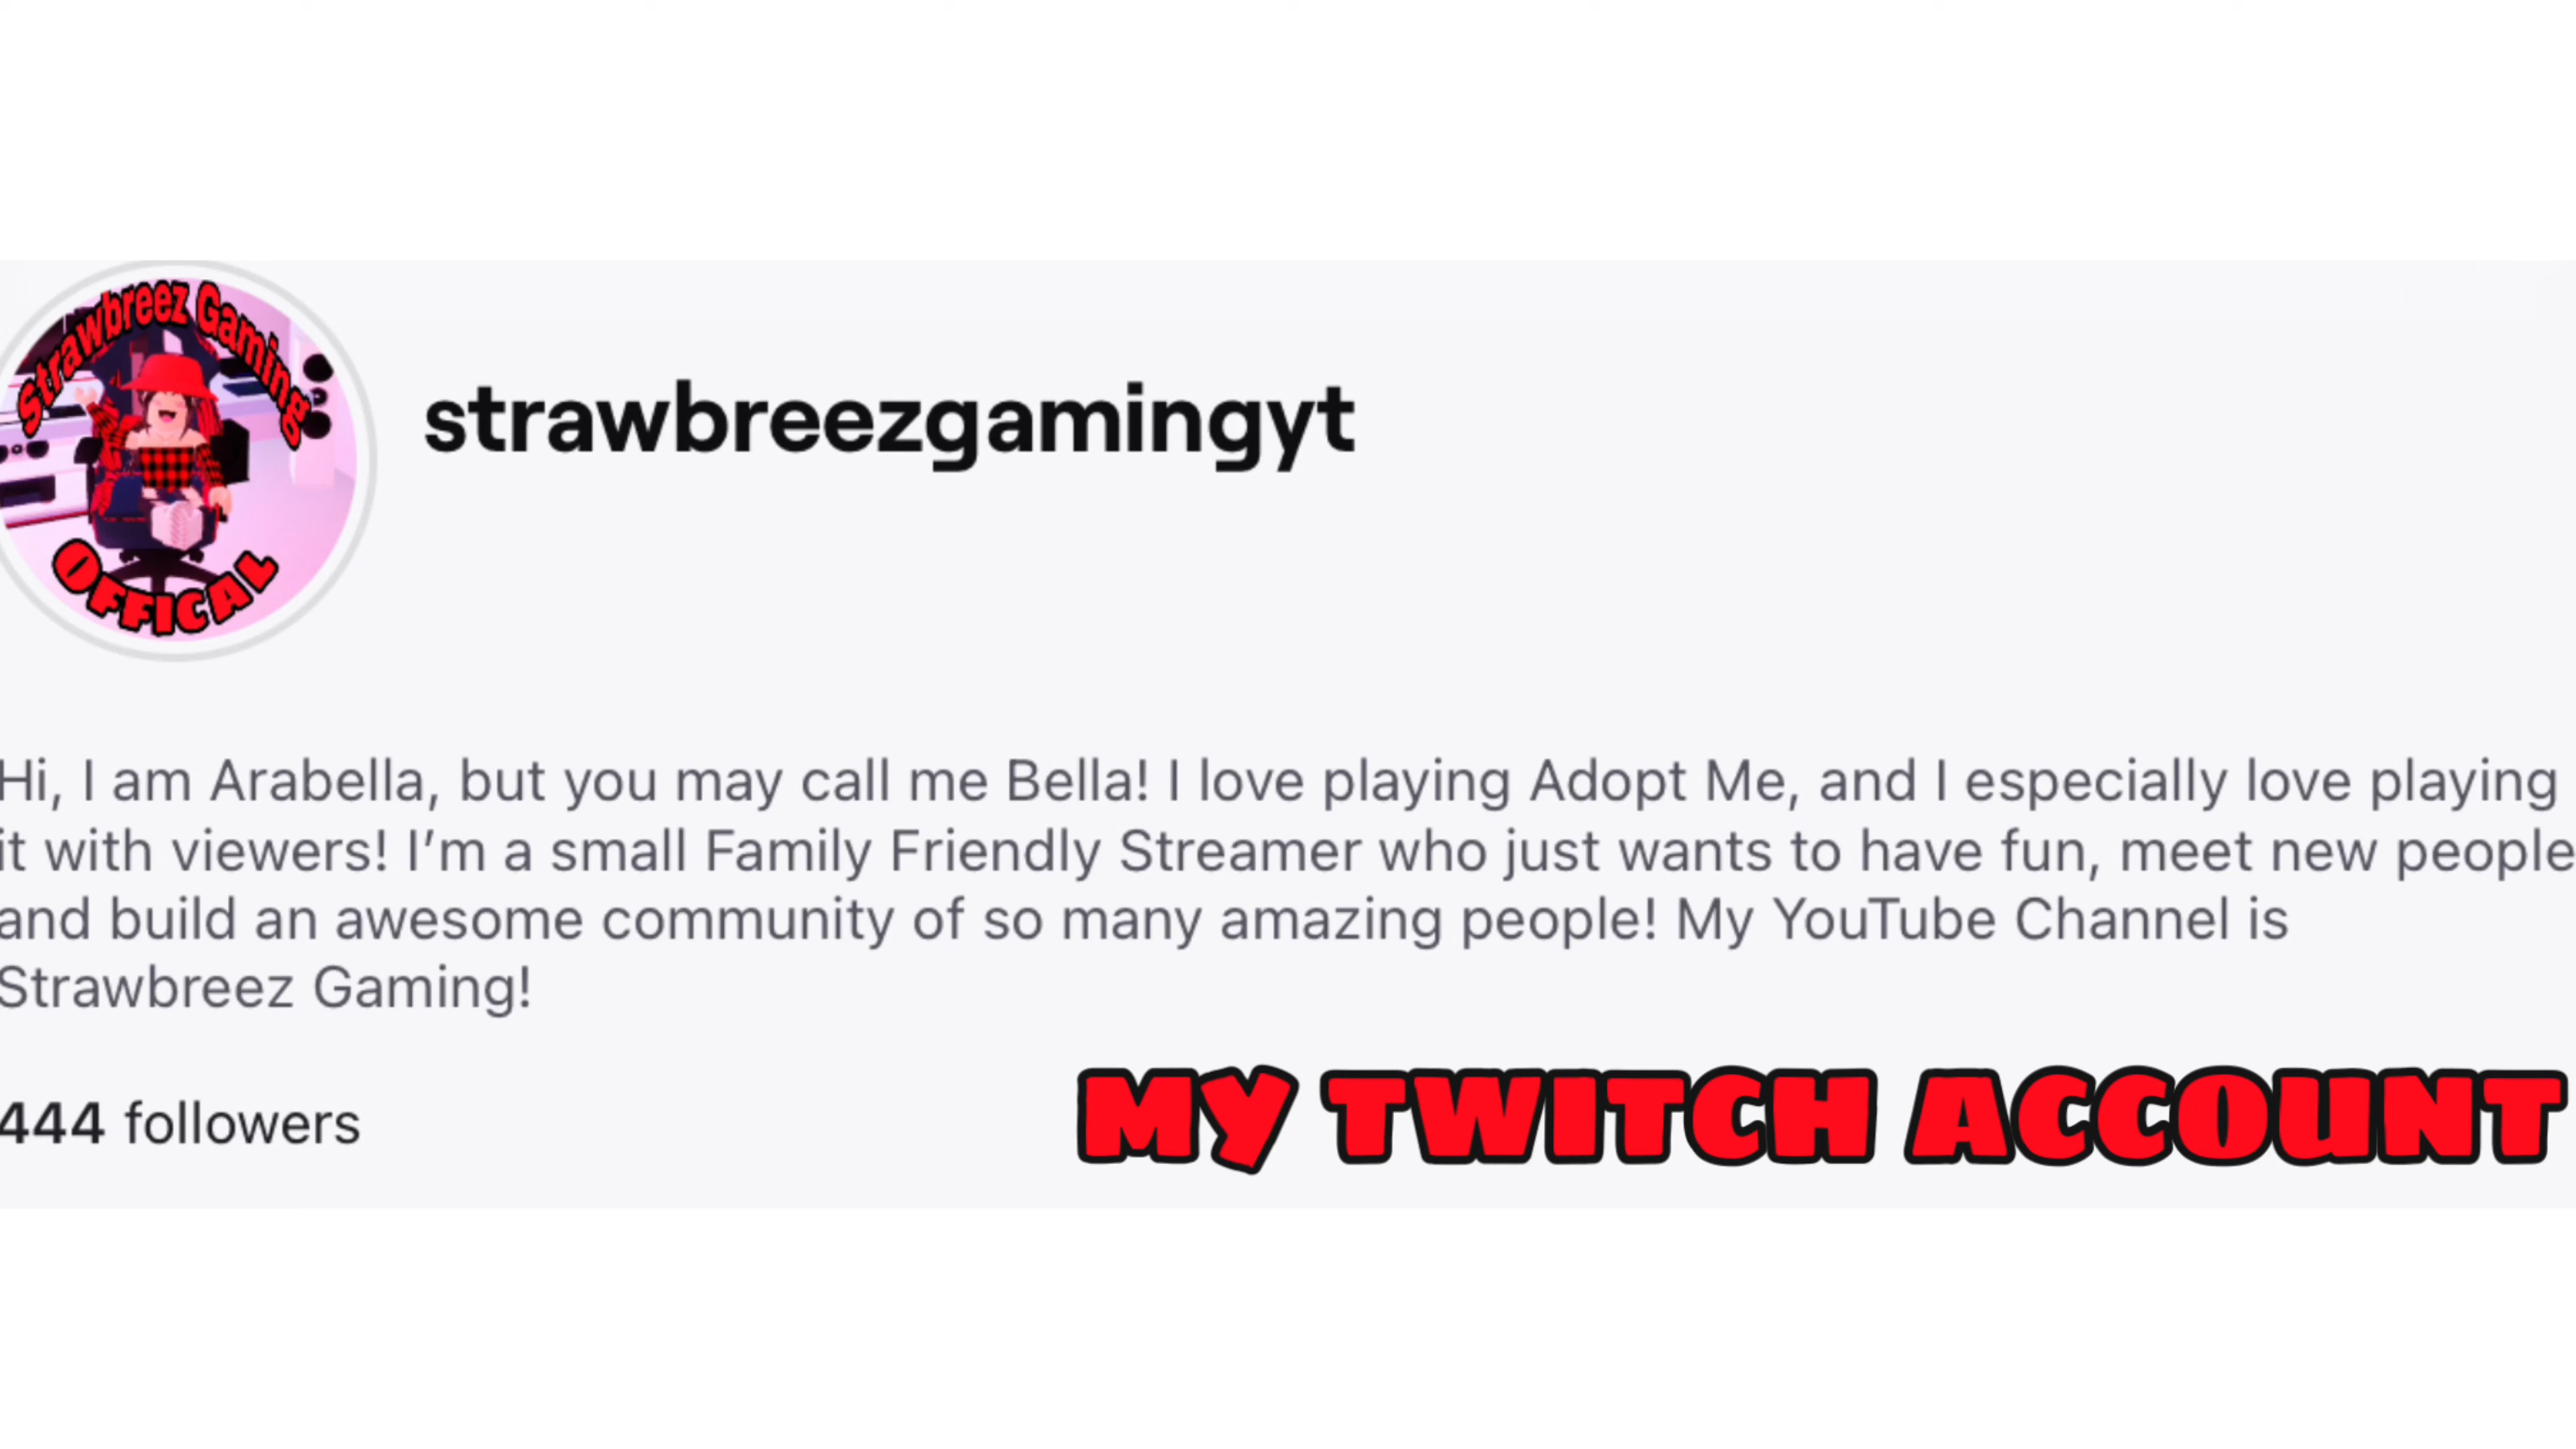 Strawbreez Gaming
OFFICAL
strawbreezgamingyt
Hi, I am Arabella, but you may call me Bella! I love playing Adopt Me, and I especially love playing
it with viewers! I’m a small Family Friendly Streamer who just wants to have fun, meet new people
and build an awesome community of so many amazing people! My YouTube Channel is
Strawbreez Gaming!
444 followers
MY TWITCH ACCOUNT